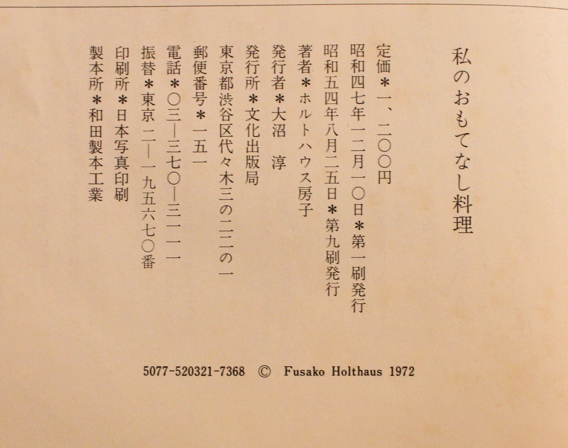 私のおもてなし料理
定価＊一、二〇〇円
昭和四七年一二月一〇日＊第一刷発行
昭和五四年八月二五日＊第九刷発行
著者＊ホルトハウス房子
発行者＊大沼　淳
発行所＊文化出版局
東京都渋谷区代々木三の二二の一
郵便番号＊一五一
電話＊〇三―三七〇―三一一一
振替＊東京 二―一九五六七〇番
印刷所＊日本写真印刷
製本所＊和田製本工業
5077-520321-7368 © Fusako Holthaus 1972